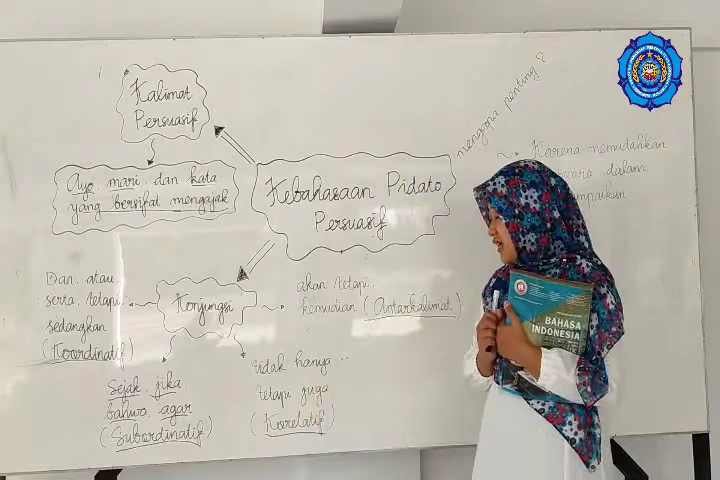 Kalimat
Persuasif
Ayo mari dan kata
yang bersifat mengajak
Kebahasaan Pidato
Persuasif
mengapa penting?
Karena memudahkan
dalam
Dan, atau,
serta, tetapi,
sedangkan
(Koordinatif)
Konjungsi
akan tetapi,
kemudian (Antarkalimat)
Sejak, jika
bahwa, agar
(Subordinatif)
Tidak hanya...
tetapi juga
(Korelatif)
BAHASA
INDONESIA